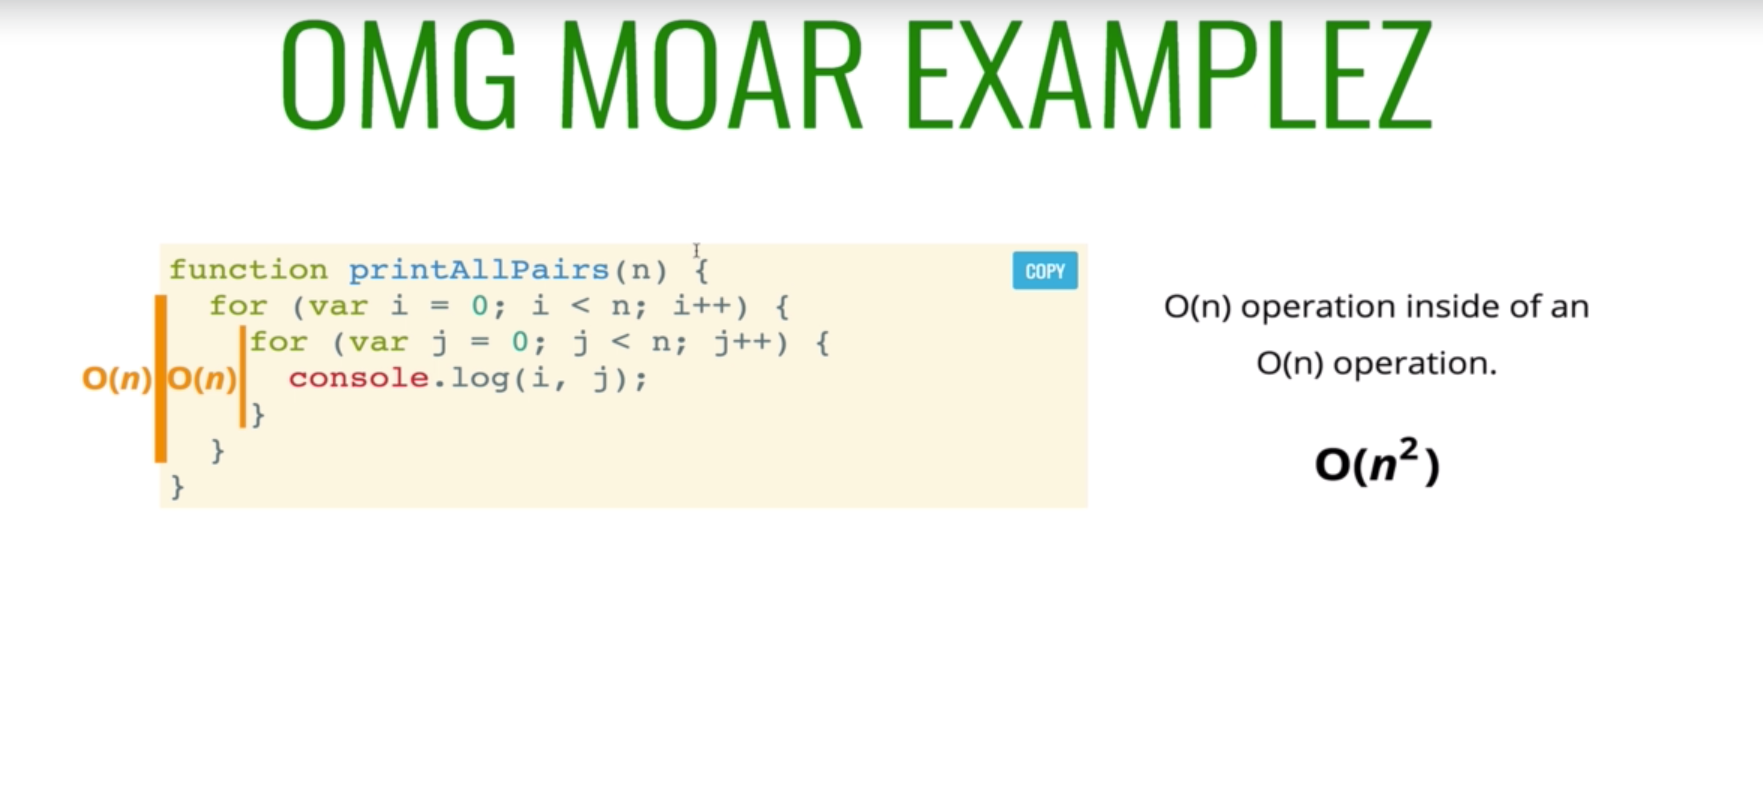 OMG MOAR EXAMPLEZ
function printAllPairs(n) {
for (var i = 0; i < n; i++) {
for (var j = 0; j < n; j++) {
console.log(i, j);
}
}
}
COPY
O(n)
O(n)
O(n) operation inside of an
O(n) operation.
O(n²)